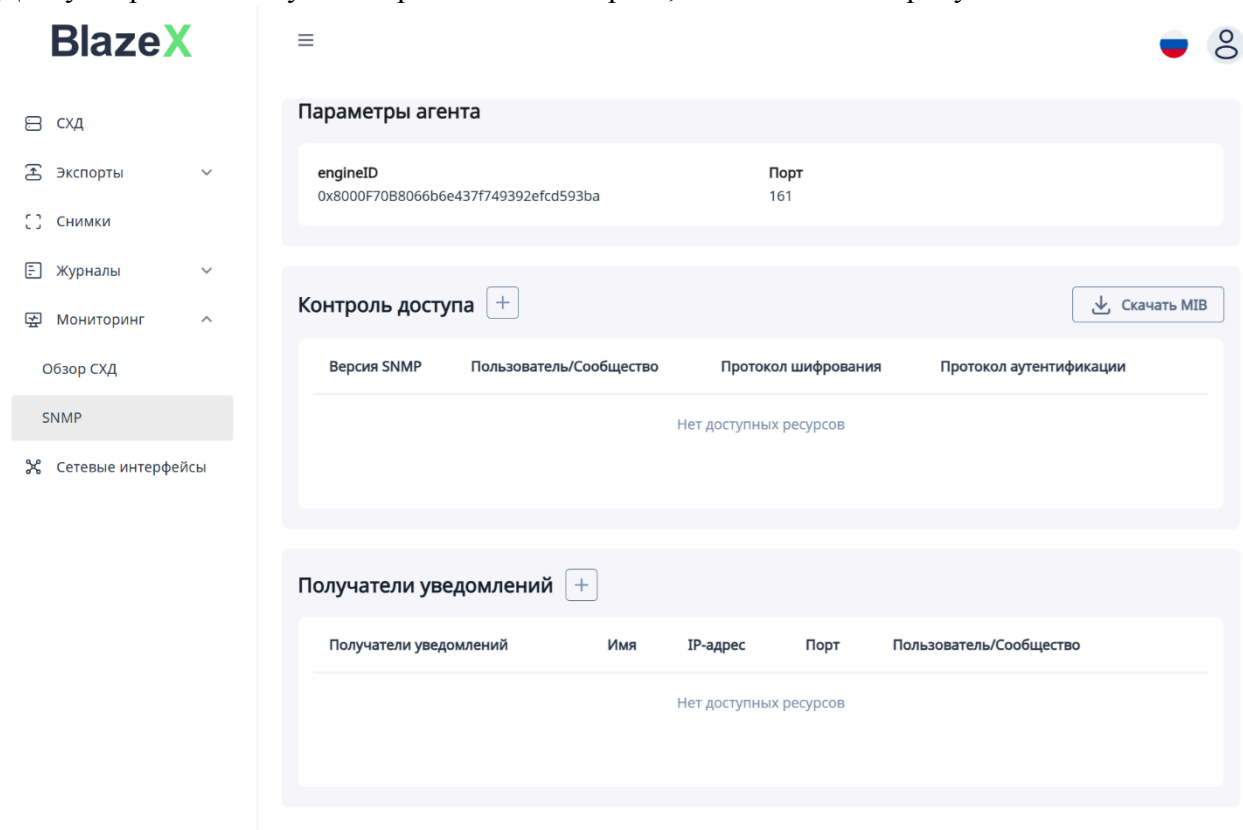 BlazeX
СХД
Экспорты
Снимки
Журналы
Мониторинг
Обзор СХД
SNMP
Сетевые интерфейсы
Параметры агента
engineID Порт
0x8000F70B8066b6e437f749392efcd593ba 161
Контроль доступа + Скачать MIB
Версия SNMP Пользователь/Сообщество Протокол шифрования Протокол аутентификации
Нет доступных ресурсов
Получатели уведомлений +
Получатели уведомлений Имя IP-адрес Порт Пользователь/Сообщество
Нет доступных ресурсов